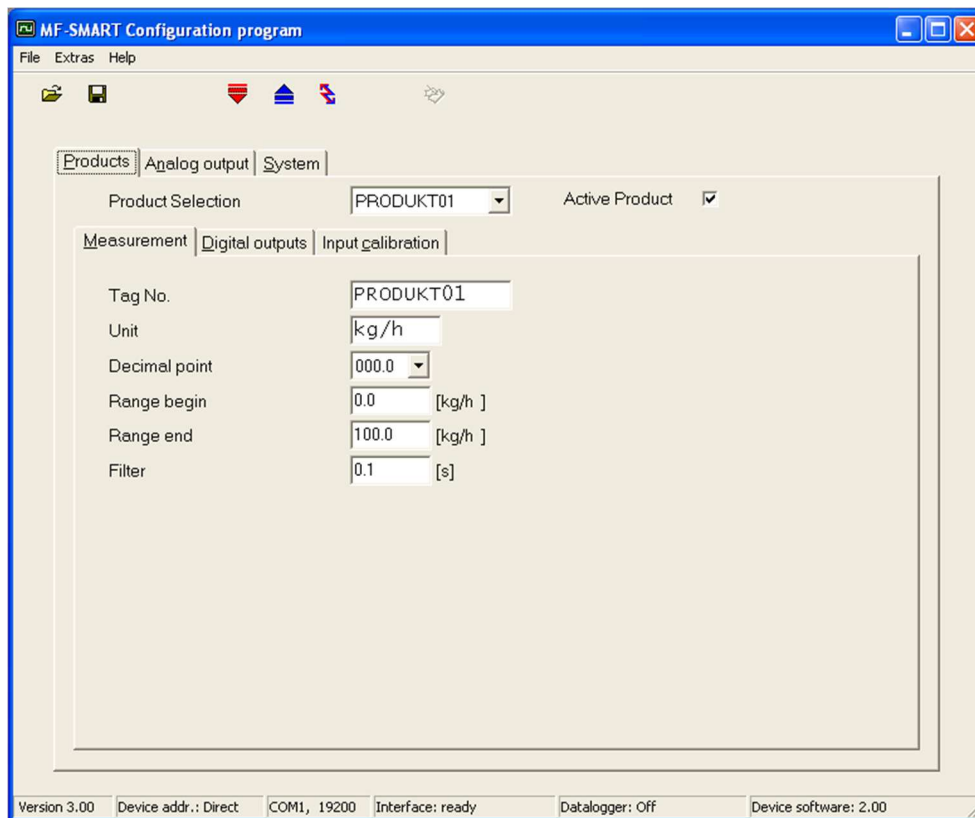 MF-SMART Configuration program
File Extras Help
Products Analog output System
Product Selection PRODUKT01 Active Product
Measurement Digital outputs Input calibration
Tag No. PRODUKT01
Unit kg/h
Decimal point 000.0
Range begin 0.0 [kg/h ]
Range end 100.0 [kg/h ]
Filter 0.1 [s]
Version 3.00 Device addr.: Direct COM1, 19200 Interface: ready Datalogger: Off Device software: 2.00